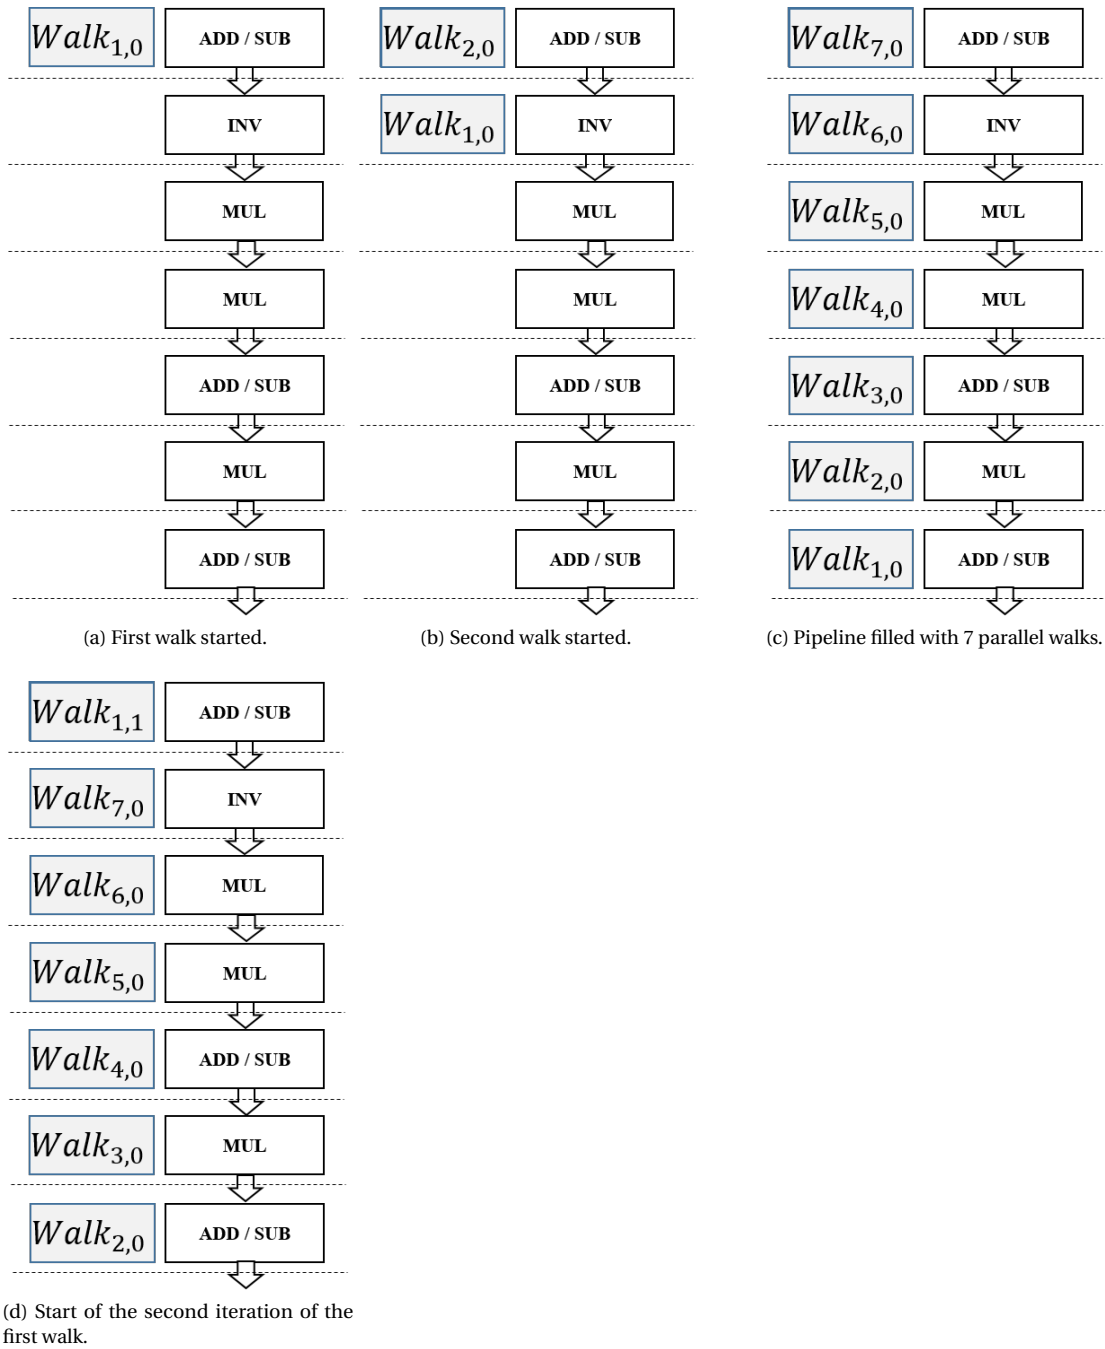 Walk1,0 ADD / SUB
INV
MUL
MUL
ADD / SUB
MUL
ADD / SUB
(a) First walk started.
Walk2,0 ADD / SUB
Walk1,0 INV
MUL
MUL
ADD / SUB
MUL
ADD / SUB
(b) Second walk started.
Walk7,0 ADD / SUB
Walk6,0 INV
Walk5,0 MUL
Walk4,0 MUL
Walk3,0 ADD / SUB
Walk2,0 MUL
Walk1,0 ADD / SUB
(c) Pipeline filled with 7 parallel walks.
Walk1,1 ADD / SUB
Walk7,0 INV
Walk6,0 MUL
Walk5,0 MUL
Walk4,0 ADD / SUB
Walk3,0 MUL
Walk2,0 ADD / SUB
(d) Start of the second iteration of the
first walk.